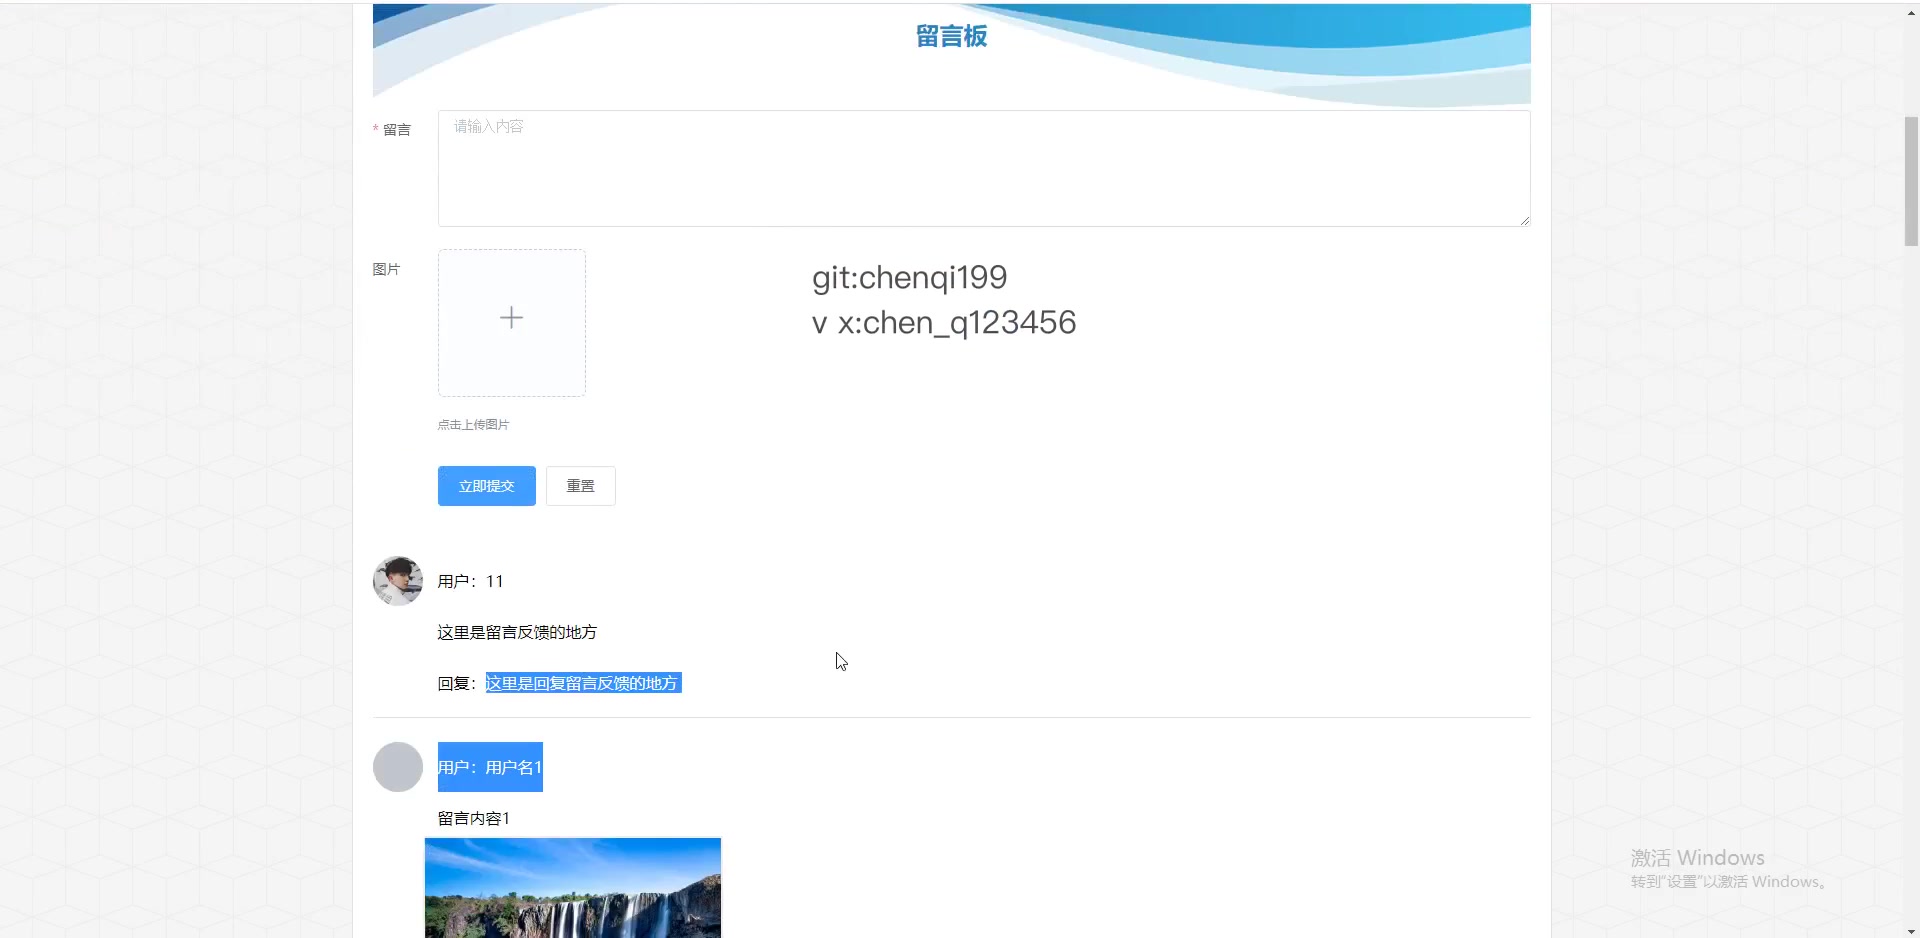 留言板
* 留言
请输入内容
图片
git:chenqi199
v x:chen_q123456
点击上传图片
立即提交 重置
用户：11
这里是留言反馈的地方
回复：这里是回复留言反馈的地方
用户：用户名1
留言内容1
激活 Windows
转到“设置”以激活 Windows。